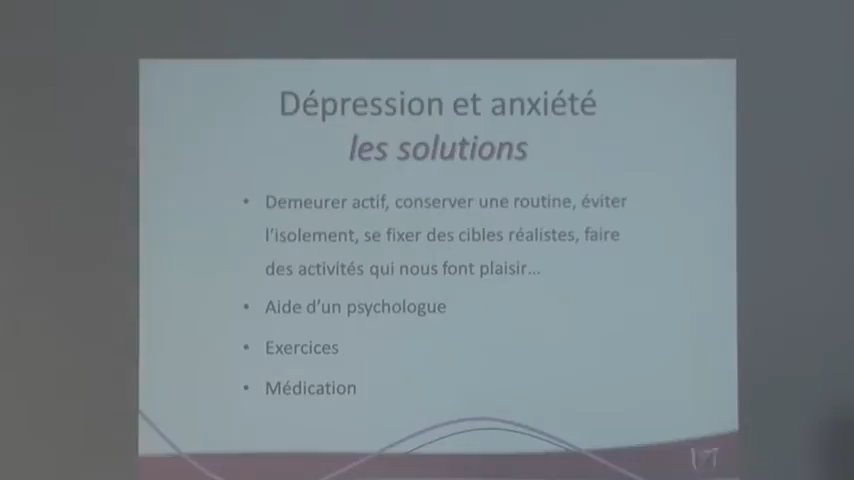 Dépression et anxiété
les solutions
• Demeurer actif, conserver une routine, éviter
l'isolement, se fixer des cibles réalistes, faire
des activités qui nous font plaisir...
• Aide d'un psychologue
• Exercices
• Médication